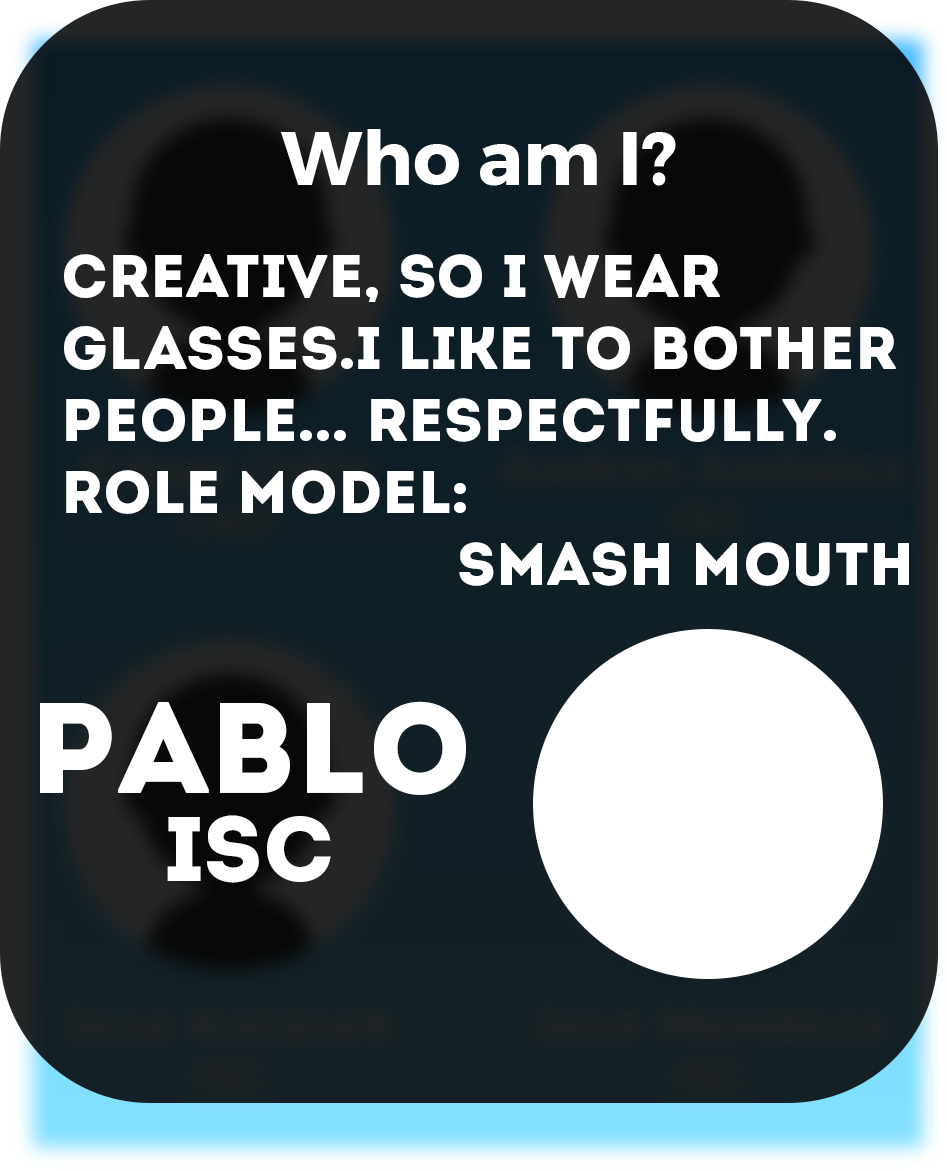 Who am I?
CREATIVE, SO I WEAR
GLASSES.I LIKE TO BOTHER
PEOPLE... RESPECTFULLY.
ROLE MODEL:
SMASH MOUTH
PABLO
ISC